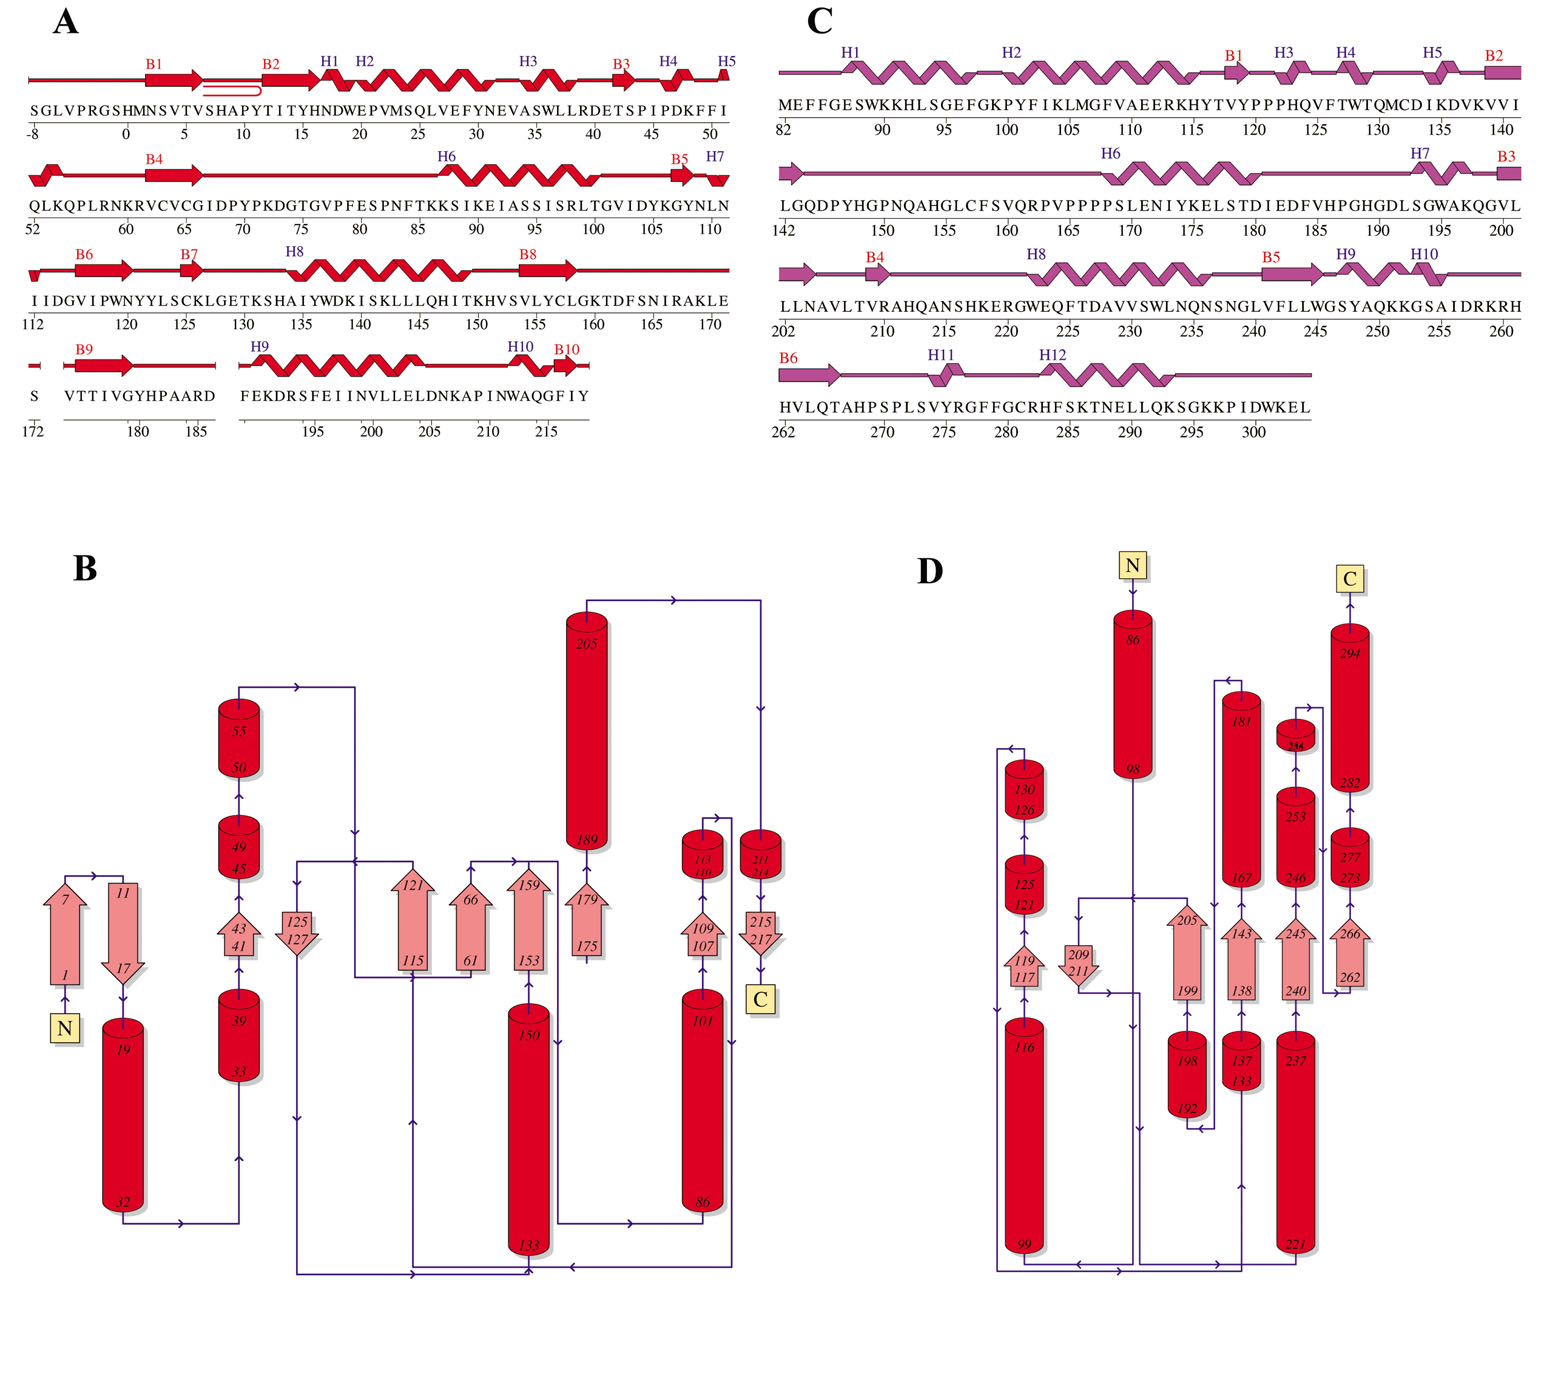 A
B1 B2 H1 H2 H3 B3 H4 H5
SGLVPRGSHMNSVTVSHAPYTITYHNDWEPVMSQLVEFYNEVASWLLRDETSPIPDKFFI
-8 0 5 10 15 20 25 30 35 40 45 50
B4 H6 B5 H7
QLKQPLRNKRVCVCGIDPYPKDGTGVPFESPNFTKKSIKEIASSISRLTGVIDYKGYNLN
52 60 65 70 75 80 85 90 95 100 105 110
B6 B7 H8 B8
IIDGVIPWNYYLSCKLGETKSHAIYWDKISKLLLQHITKHVSVLYCLGKTDFSNIRAKLE
112 120 125 130 135 140 145 150 155 160 165 170
B9 H9 H10 B10
S VTTIVGYHPAARD FEKDRSFEIINVLLELDNKAPINWAQGFIY
172 180 185 195 200 205 210 215
C
H1 H2 B1 H3 H4 H5 B2
MEFFGESWKKHLSGEFGKPYFIKLMGFVAEERKHYTVYPPPHQVFTWTQMCDIKDVKVVI
82 90 95 100 105 110 115 120 125 130 135 140
H6 H7 B3
LGQDPYHGPNQAHGLCFSVQRPVPPPPSLENIYKELSTDIEDFVHPGHGDLSGWAKQGVL
142 150 155 160 165 170 175 180 185 190 195 200
B4 H8 B5 H9 H10
LLNAVLTVRAHQANSHKERGWEQFTDAVVSWLNQNSNGLVFLLWGSYAQKKGSAIDRKRH
202 210 215 220 225 230 235 240 245 250 255 260
B6 H11 H12
HVLQTAHPSPLSVYRGFFGCRHFSKTNELLQKSGKKPIDWKEL
262 270 275 280 285 290 295 300
B
205
55
50
49 189 113 211
45 110 214
7 11 121 66 159 179
43 125 109 215
41 127 107 217
1 17 115 61 153 175
N C
39 101
19 150
33
32 86
133
D
N
C
86 294
181
254
130 98 282
126 253
277
125 167 246 273
121
205 143 245 266
119 209
117 211 262
199 138 240
116 198 137 237
133
192
99 221